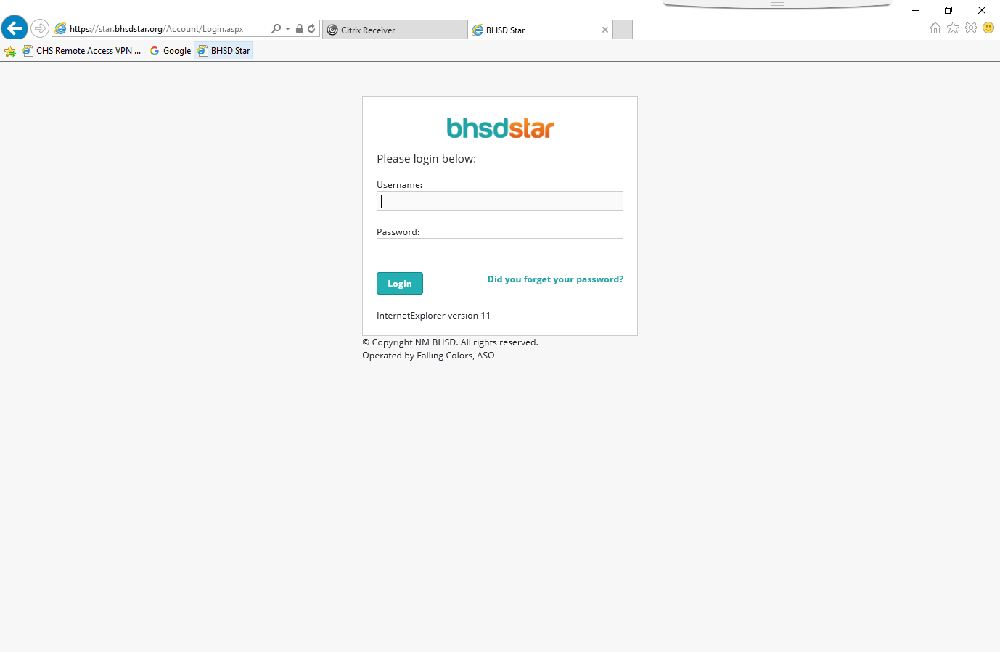 https://star.bhsdstar.org/Account/Login.aspx
Citrix Receiver
BHSD Star
CHS Remote Access VPN ...
Google
BHSD Star
bhsdstar
Please login below:
Username:
Password:
Login
Did you forget your password?
InternetExplorer version 11
© Copyright NM BHSD. All rights reserved.
Operated by Falling Colors, ASO